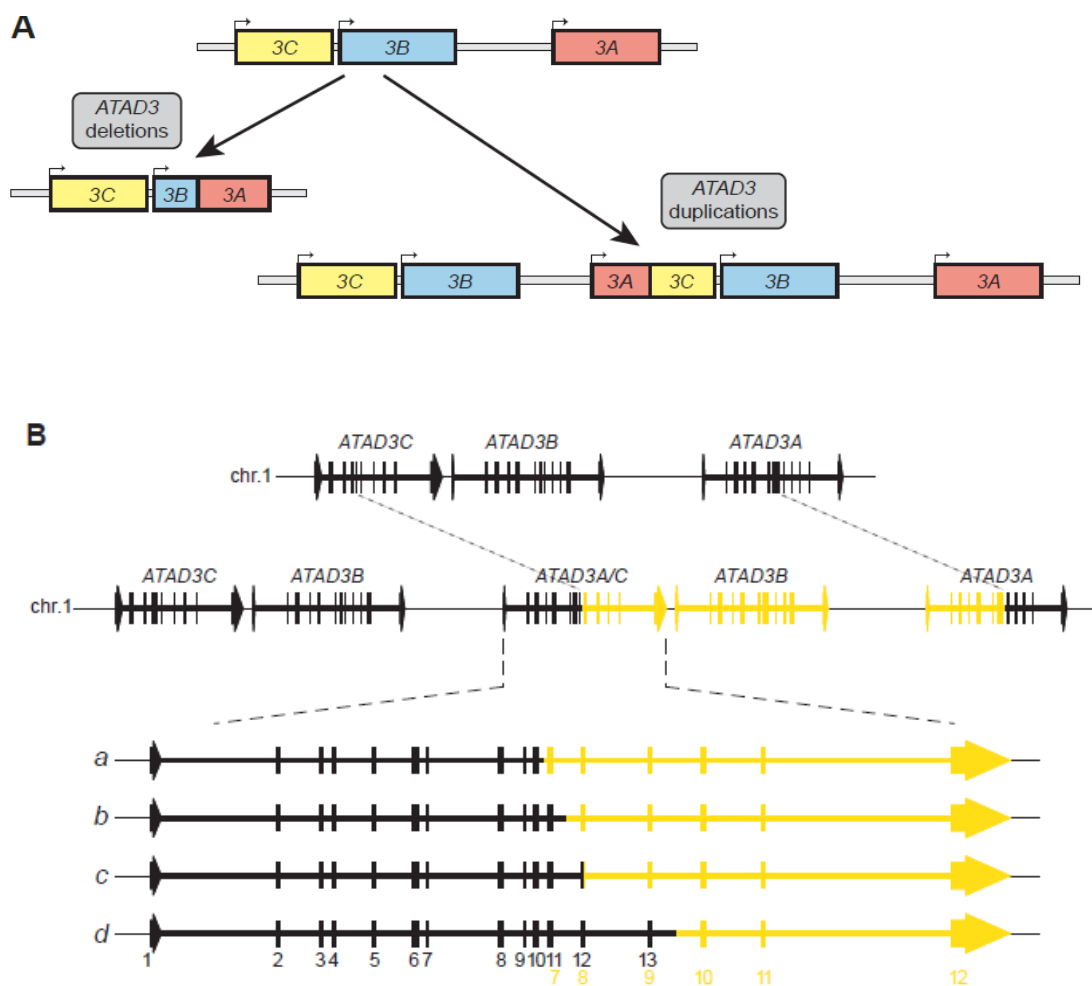 A
3C 3B 3A
ATAD3
deletions
ATAD3
duplications
3C 3B 3A
3C 3B 3A 3C 3B 3A
B
ATAD3C ATAD3B ATAD3A
chr.1
ATAD3C ATAD3B ATAD3A/C ATAD3B ATAD3A
chr.1
a
b
c
d
1 2 3 4 5 6 7 8 9 10 11 12 13
7 8 9 10 11 12